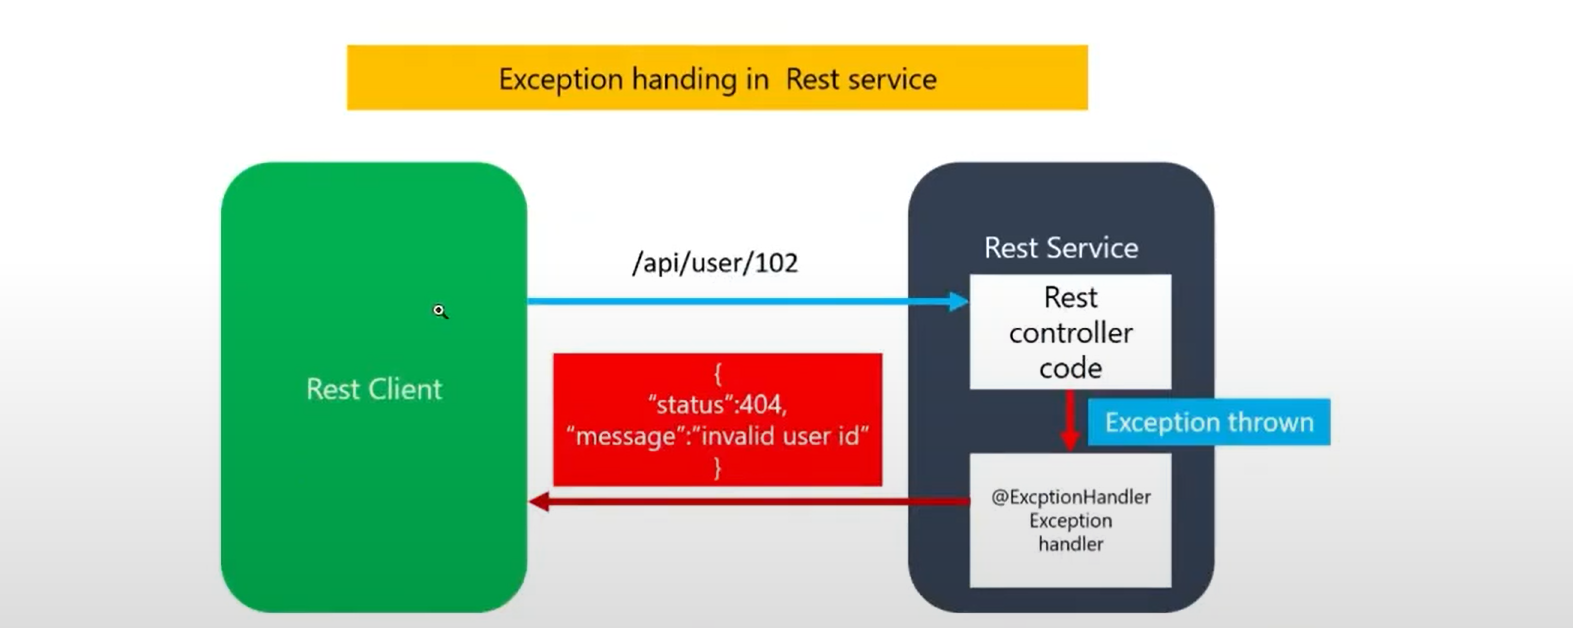 Exception handing in Rest service
/api/user/102
Rest Service
Rest
controller
code
{
“status”:404,
“message”:”invalid user id”
}
Rest Client
Exception thrown
@ExcptionHandler
Exception
handler